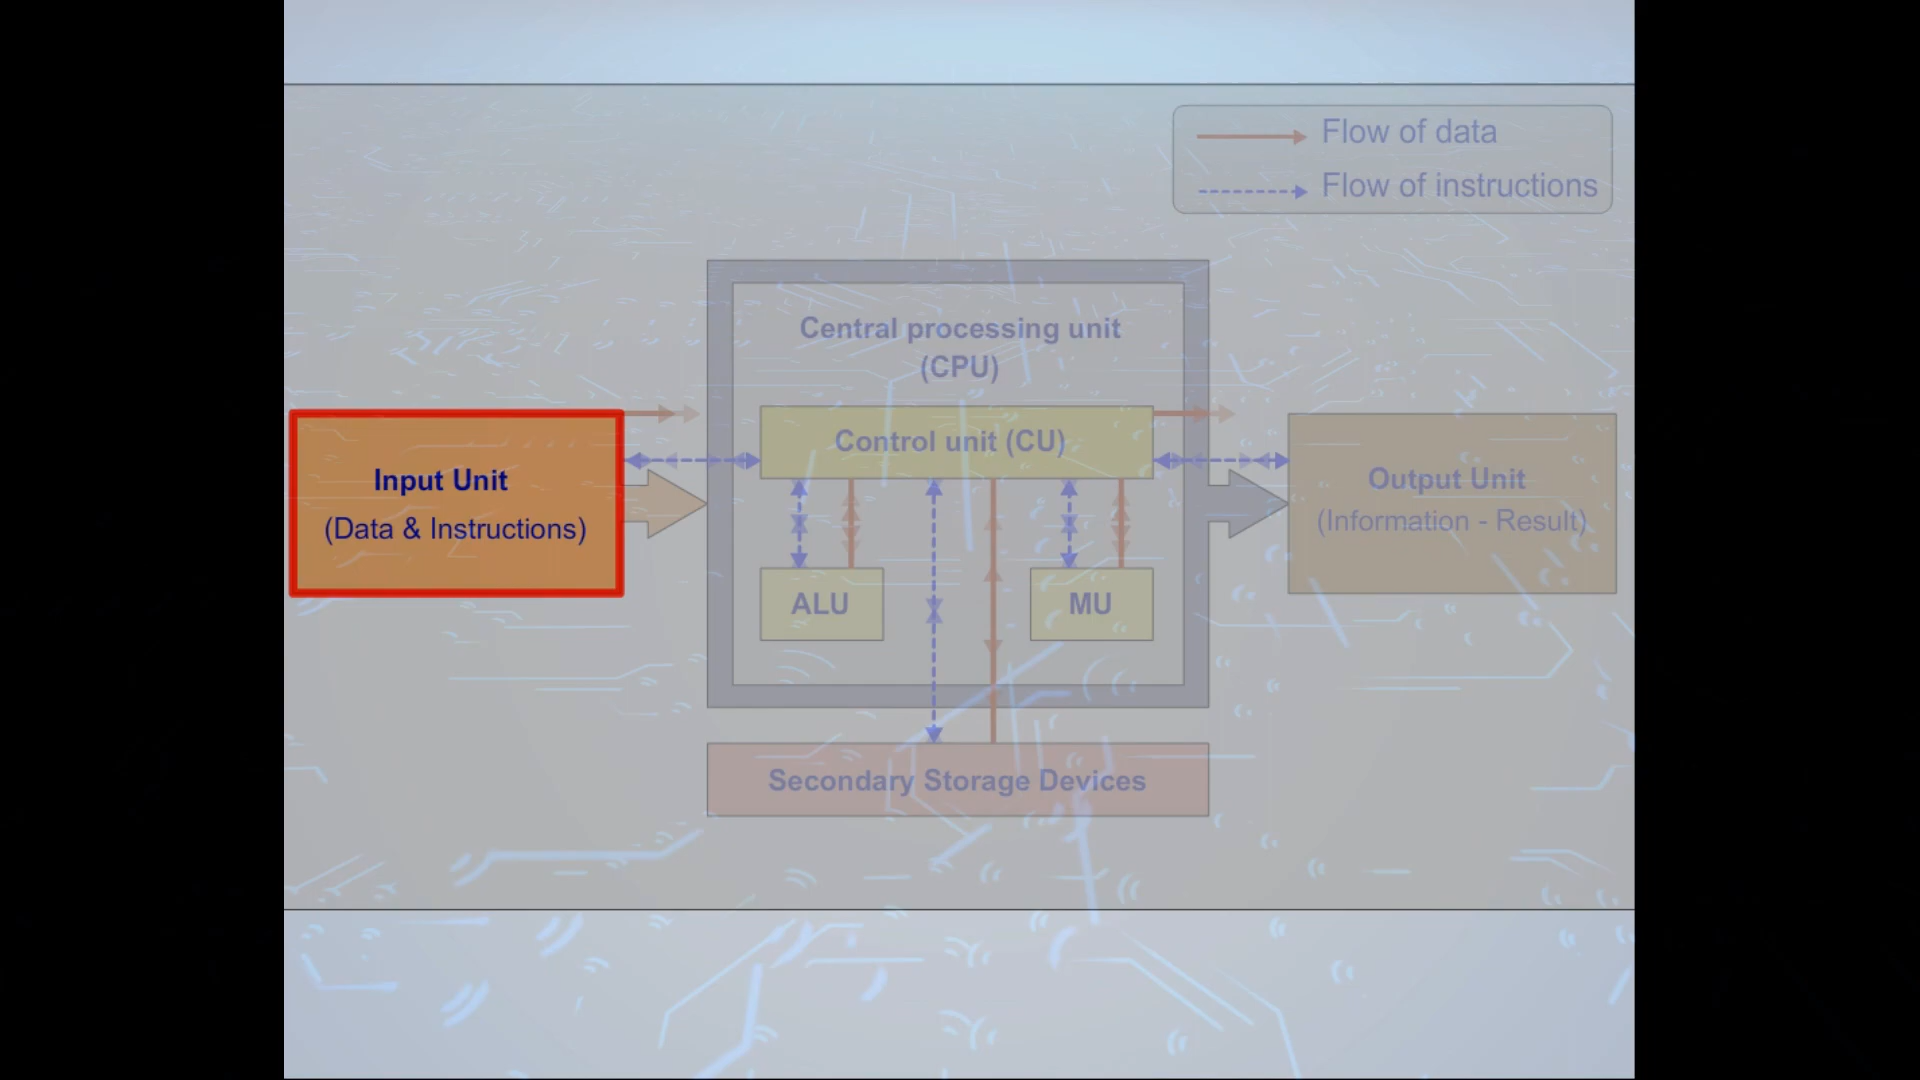 Flow of data
Flow of instructions
Central processing unit
(CPU)
Control unit (CU)
Input Unit
(Data & Instructions)
Output Unit
(Information - Result)
ALU
MU
Secondary Storage Devices